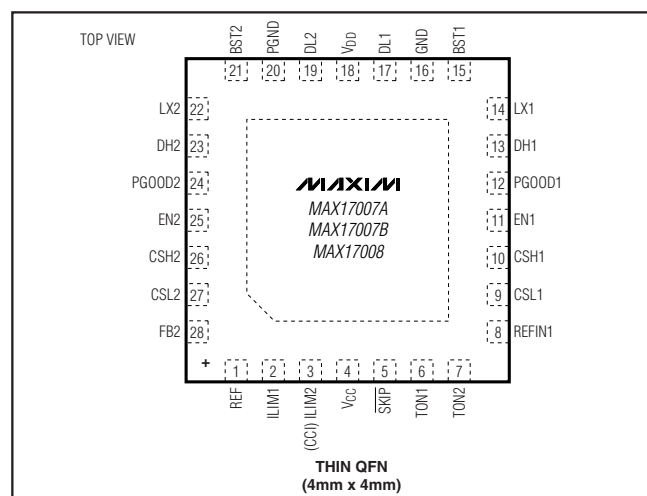 TOP VIEW
BST2 PGND DL2 VDD DL1 GND BST1
21 20 19 18 17 16 15
LX2 22 14 LX1
DH2 23 13 DH1
PGOOD2 24 12 PGOOD1
MAXIM
MAX17007A
EN2 25 11 EN1
MAX17007B
MAX17008
CSH2 26 10 CSH1
CSL2 27 9 CSL1
FB2 28 8 REFIN1
+
1 2 3 4 5 6 7
REF ILIM1 (CCI) ILIM2 VCC SKIP TON1 TON2
THIN QFN
(4mm x 4mm)